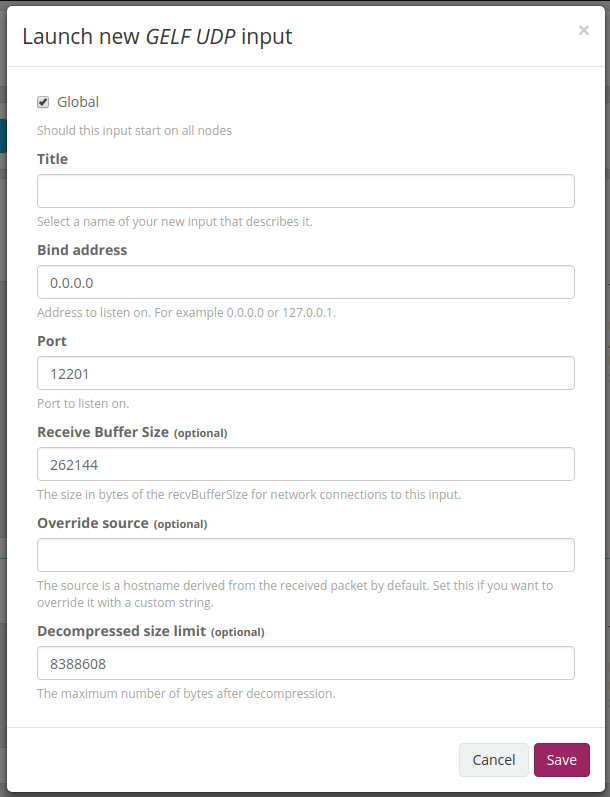 Launch new GELF UDP input
×
Global
Should this input start on all nodes
Title
Select a name of your new input that describes it.
Bind address
0.0.0.0
Address to listen on. For example 0.0.0.0 or 127.0.0.1.
Port
12201
Port to listen on.
Receive Buffer Size (optional)
262144
The size in bytes of the recvBufferSize for network connections to this input.
Override source (optional)
The source is a hostname derived from the received packet by default. Set this if you want to
override it with a custom string.
Decompressed size limit (optional)
8388608
The maximum number of bytes after decompression.
Cancel Save